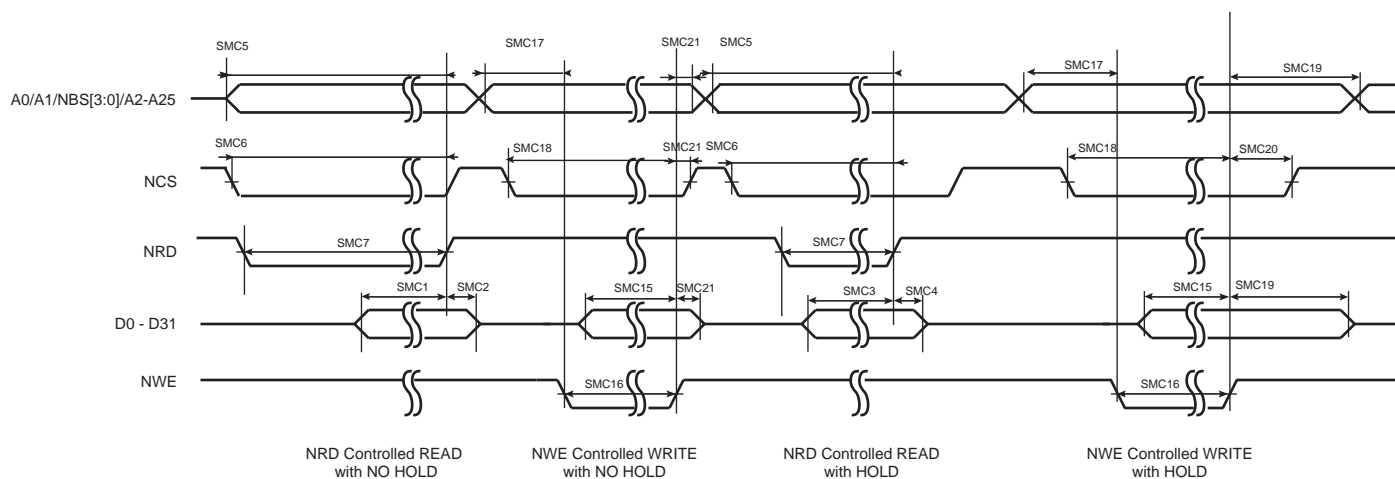 SMC5
SMC17
SMC21
SMC5
SMC17
SMC19
A0/A1/NBS[3:0]/A2-A25
SMC6
SMC18
SMC21
SMC6
SMC18
SMC20
NCS
NRD
SMC7
SMC7
SMC1
SMC2
SMC15
SMC21
SMC3
SMC4
SMC15
SMC19
D0 - D31
NWE
SMC16
SMC16
NRD Controlled READ
with NO HOLD
NWE Controlled WRITE
with NO HOLD
NRD Controlled READ
with HOLD
NWE Controlled WRITE
with HOLD